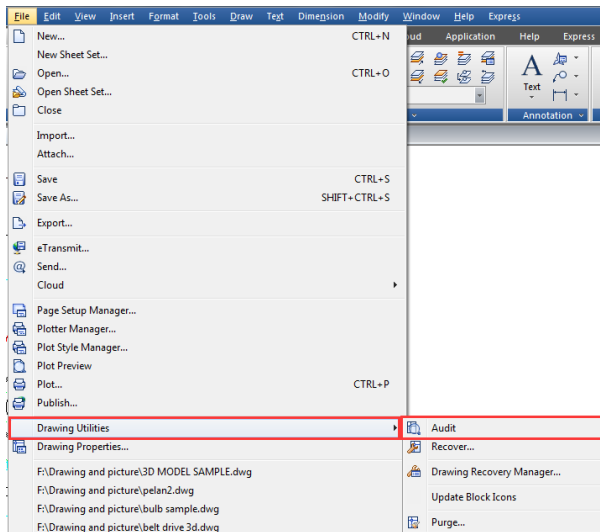 File Edit View Insert Format Tools Draw Text Dimension Modify Window Help Express
Application Help Express
New... CTRL+N
New Sheet Set...
Open... CTRL+O
Open Sheet Set...
Close
Import...
Attach...
Save CTRL+S
Save As... SHIFT+CTRL+S
Export...
eTransmit...
Send...
Cloud
Page Setup Manager...
Plotter Manager...
Plot Style Manager...
Plot Preview
Plot... CTRL+P
Publish...
Drawing Utilities
Drawing Properties...
F:\Drawing and picture\3D MODEL SAMPLE.dwg
F:\Drawing and picture\pelan2.dwg
F:\Drawing and picture\bulb sample.dwg
F:\Drawing and picture\belt drive 3d.dwg
A
Text
Annotation
Audit
Recover...
Drawing Recovery Manager...
Update Block Icons
Purge...